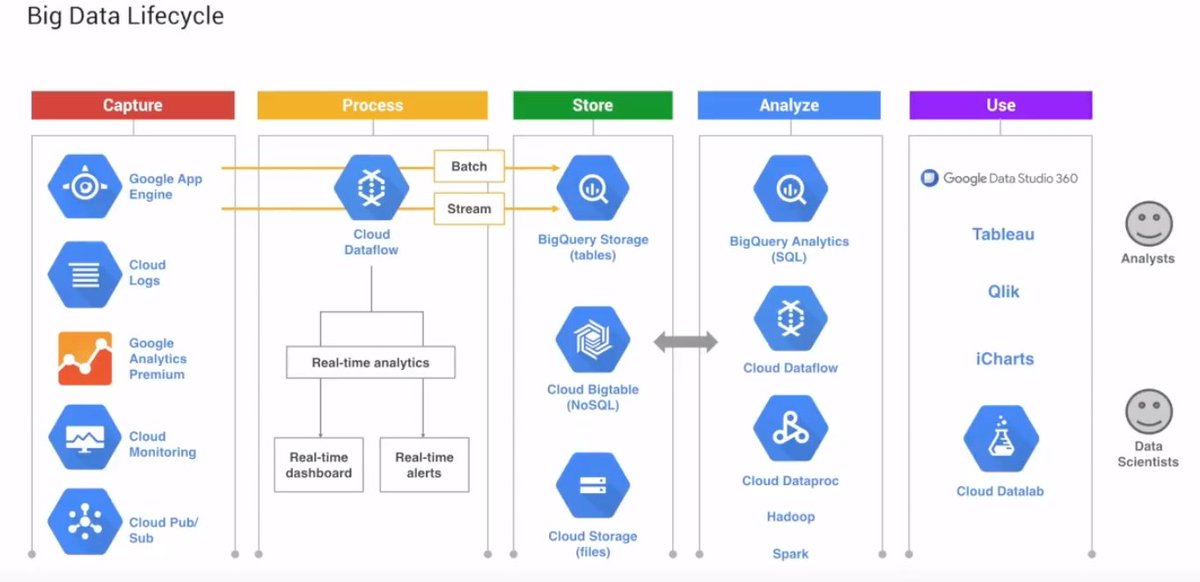 Big Data Lifecycle
Capture
Process
Store
Analyze
Use
Google App
Engine
Cloud
Logs
Google
Analytics
Premium
Cloud
Monitoring
Cloud Pub/
Sub
Batch
Stream
Cloud
Dataflow
Real-time analytics
Real-time
dashboard
Real-time
alerts
BigQuery Storage
(tables)
Cloud Bigtable
(NoSQL)
Cloud Storage
(files)
BigQuery Analytics
(SQL)
Cloud Dataflow
Cloud Dataproc
Hadoop
Spark
Google Data Studio 360
Tableau
Qlik
iCharts
Cloud Datalab
Analysts
Data
Scientists